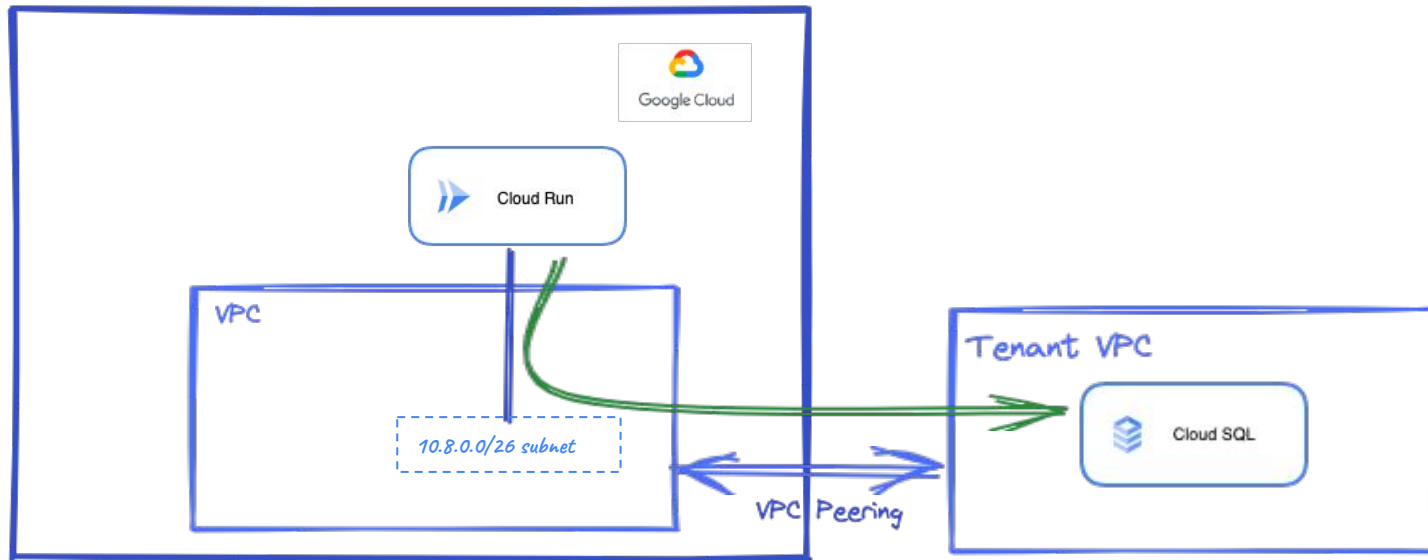 Google Cloud
Cloud Run
VPC
Tenant VPC
Cloud SQL
10.8.0.0/26 subnet
VPC Peering